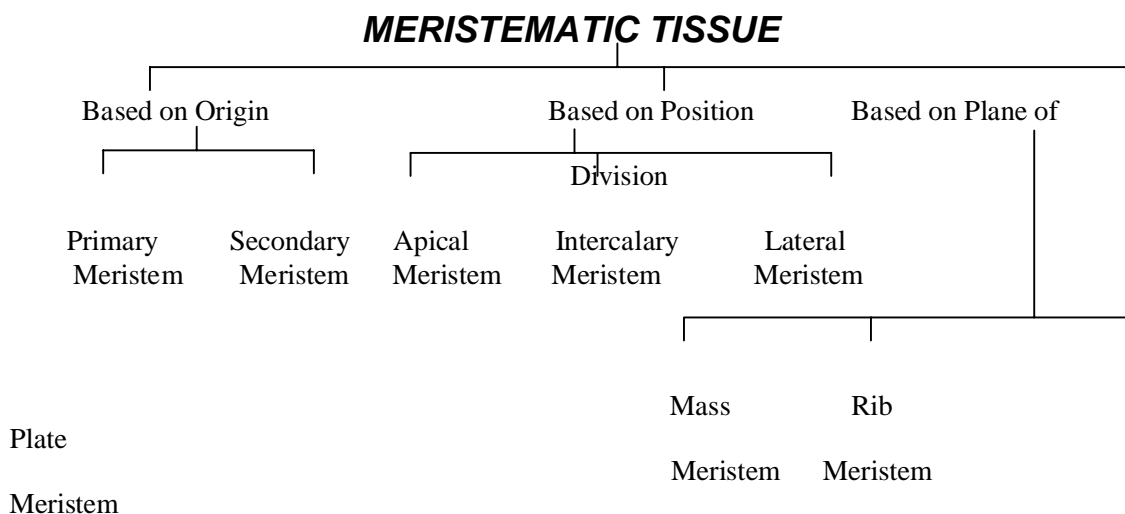 MERISTEMATIC TISSUE
Based on Origin Based on Position Based on Plane of
Division
Primary Secondary Apical Intercalary Lateral
Meristem Meristem Meristem Meristem Meristem
Mass Rib
Plate
Meristem Meristem
Meristem